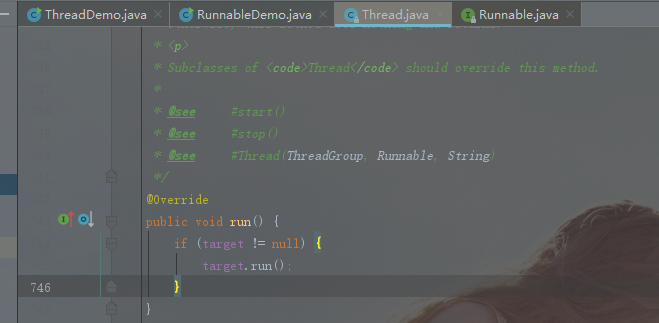 ThreadDemo.java RunnableDemo.java Thread.java Runnable.java
* <p>
* Subclasses of <code>Thread</code> should override this method.
*
* @see #start()
* @see #stop()
* @see #Thread(ThreadGroup, Runnable, String)
*/
@Override
public void run() {
if (target != null) {
target.run();
746 }
}